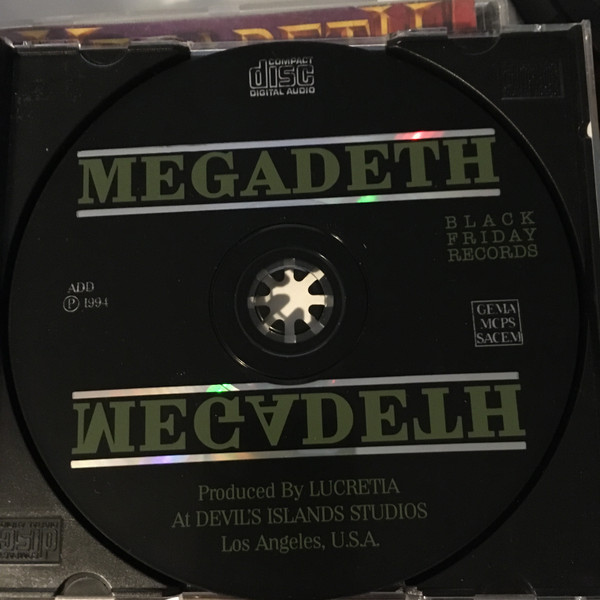 MEGADETH
COMPACT
disc
DIGITAL AUDIO
MEGADETH
BLACK
FRIDAY
RECORDS
ADD
Ⓟ 1994
GEMA
MCPS
SACEM
MEGADETH
Produced By LUCRETIA
At DEVIL'S ISLANDS STUDIOS
Los Angeles, U.S.A.